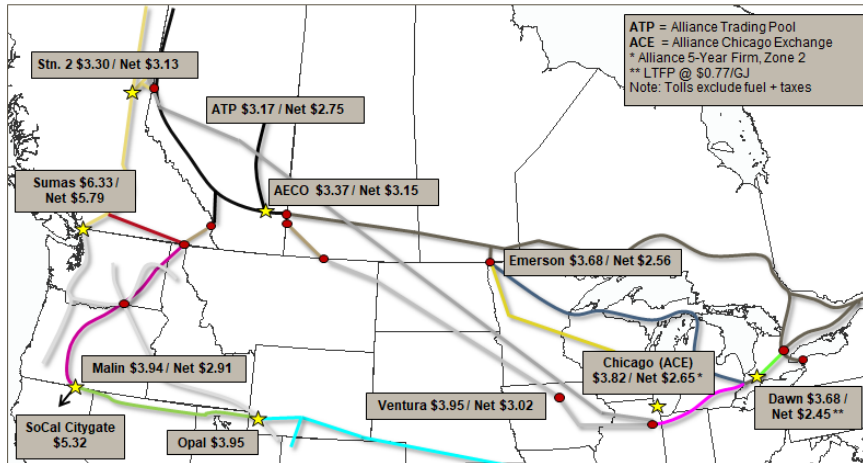 ATP = Alliance Trading Pool
ACE = Alliance Chicago Exchange
* Alliance 5-Year Firm, Zone 2
** LTFP @ $0.77/GJ
Note: Tolls exclude fuel + taxes
Stn. 2 $3.30 / Net $3.13
ATP $3.17 / Net $2.75
Sumas $6.33 /
Net $5.79
AECO $3.37 / Net $3.15
Emerson $3.68 / Net $2.56
Malin $3.94 / Net $2.91
Chicago (ACE)
$3.82 / Net $2.65 *
Ventura $3.95 / Net $3.02
Dawn $3.68 /
Net $2.45 **
SoCal Citygate
$5.32
Opal $3.95